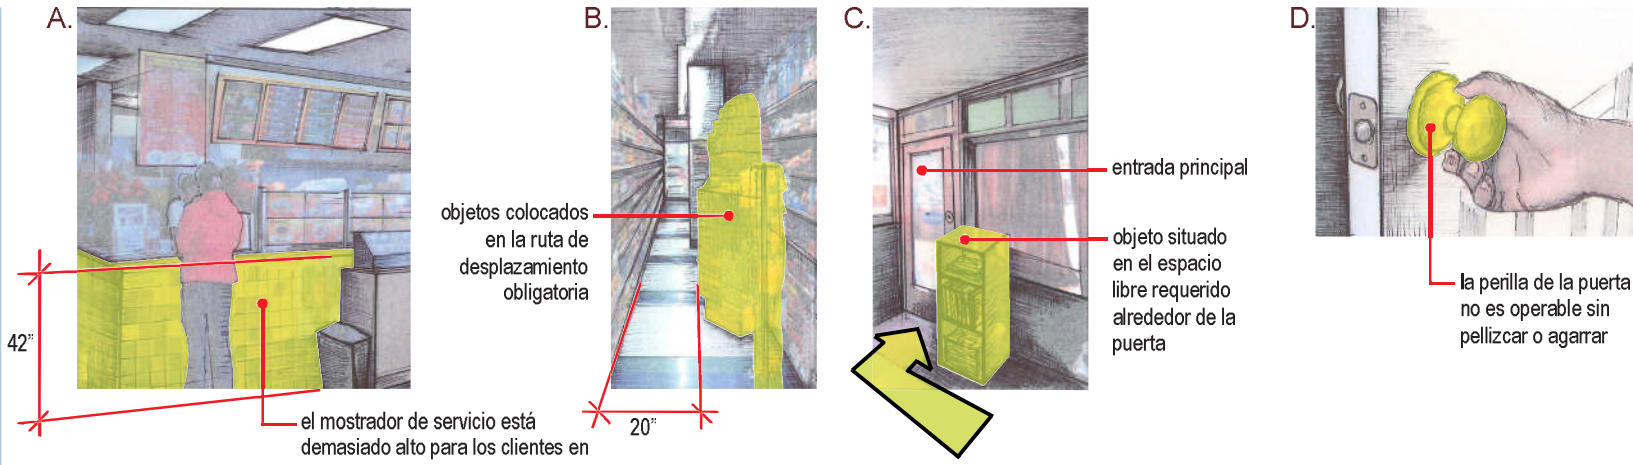 A.
42”
el mostrador de servicio está
demasiado alto para los clientes en
B.
objetos colocados
en la ruta de
desplazamiento
obligatoria
20”
C.
entrada principal
objeto situado
en el espacio
libre requerido
alrededor de la
puerta
D.
la perilla de la puerta
no es operable sin
pellizcar o agarrar